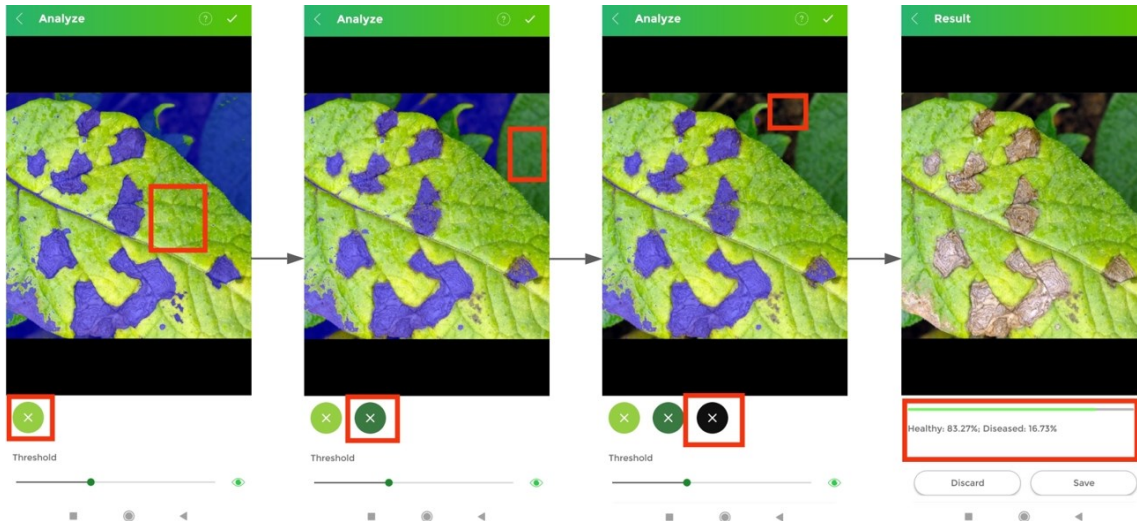 Analyze
Threshold
Analyze
Threshold
Analyze
Threshold
Result
Healthy: 83.27%; Diseased: 16.73%
Discard
Save